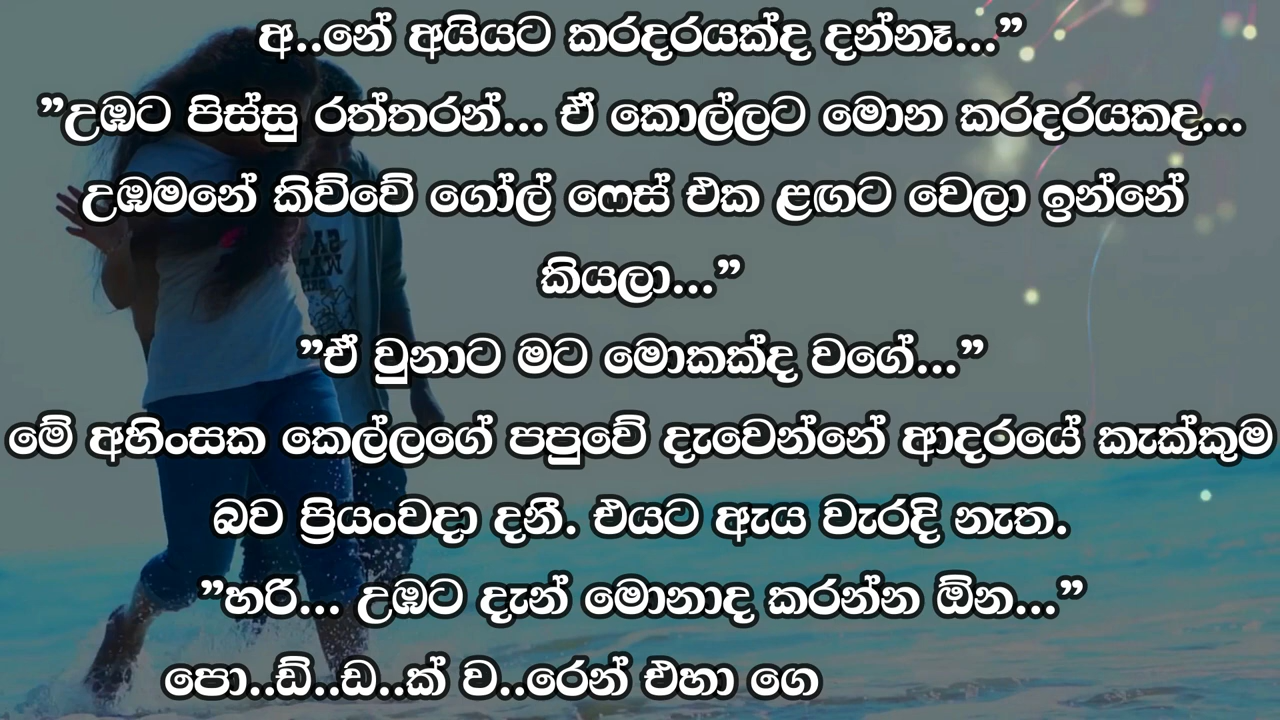 අ..නේ අයියට කරදරයක්ද දන්නෑ...”
”උඹට පිස්සු රත්තරන්... ඒ කොල්ලට මොන කරදරයකද...
උඹමනේ කිව්වේ ගෝල් ෆේස් එක ළඟට වෙලා ඉන්නේ
කියලා...”
”ඒ වුනාට මට මොකක්ද වගේ...”
මේ අහිංසක කෙල්ලගේ පපුවේ දැවෙන්නේ ආදරයේ කැක්කුම
බව ප්‍රියංවදා දනී. එයට ඇය වැරදි නැත.
”හරි... උඹට දැන් මොනාද කරන්න ඕන...”
පො..ඩ්..ඩ..ක් ව..රෙන් එහා ගෙ